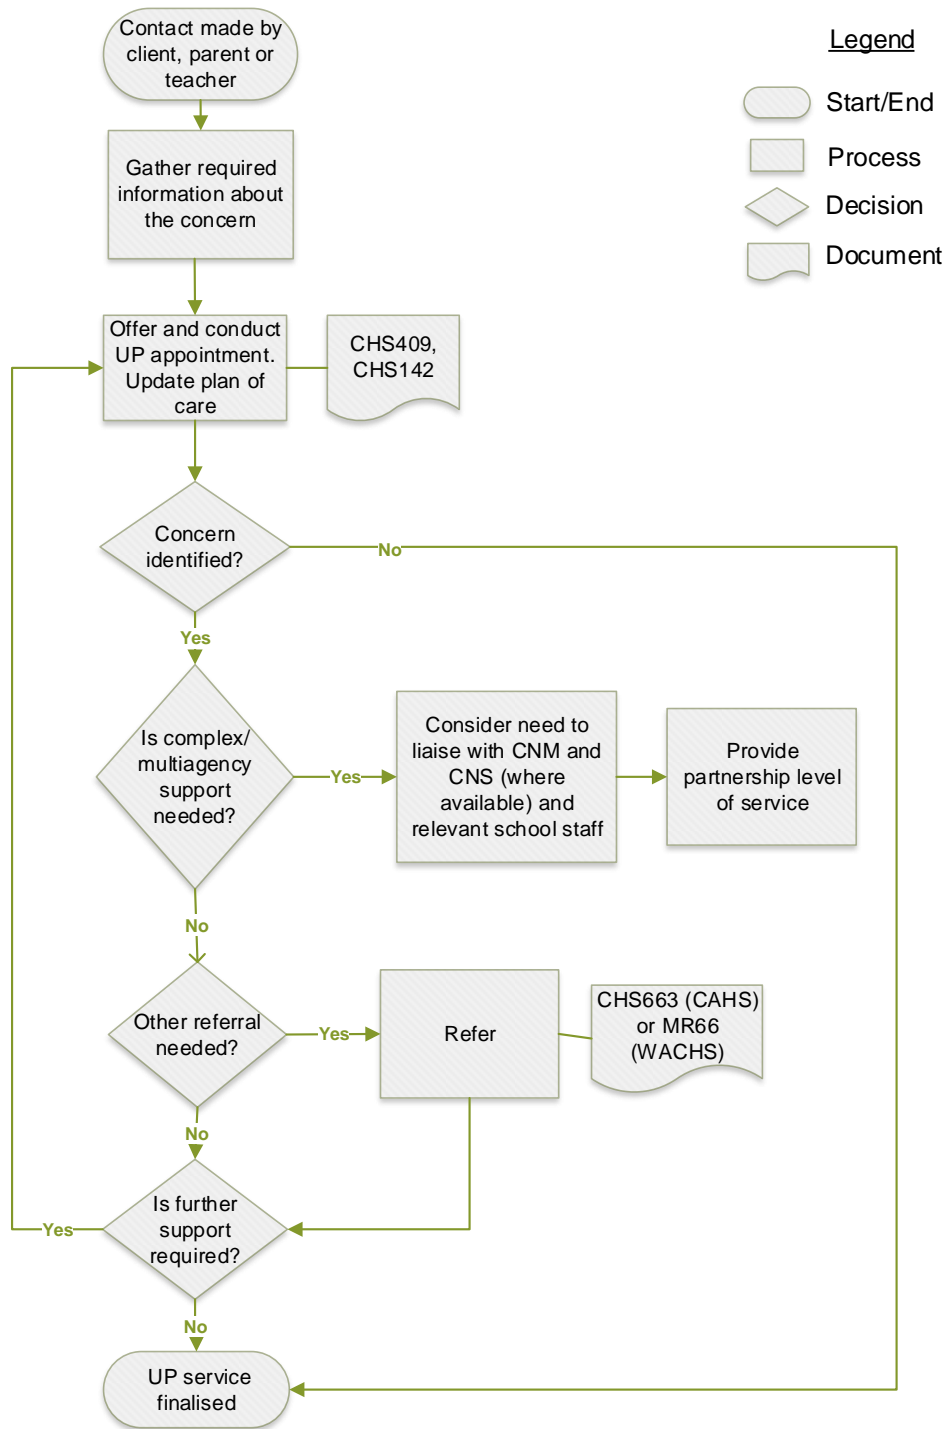 Contact made by
client, parent or
teacher
Legend
Start/End
Process
Decision
Document
Gather required
information about
the concern
Offer and conduct
UP appointment.
Update plan of
care
CHS409,
CHS142
Concern
identified?
No
Yes
Is complex/
multiagency
support
needed?
Yes
Consider need to
liaise with CNM and
CNS (where
available) and
relevant school staff
Provide
partnership level
of service
No
Other referral
needed?
Yes
Refer
CHS663 (CAHS)
or MR66
(WACHS)
No
Is further
support
required?
Yes
No
UP service
finalised